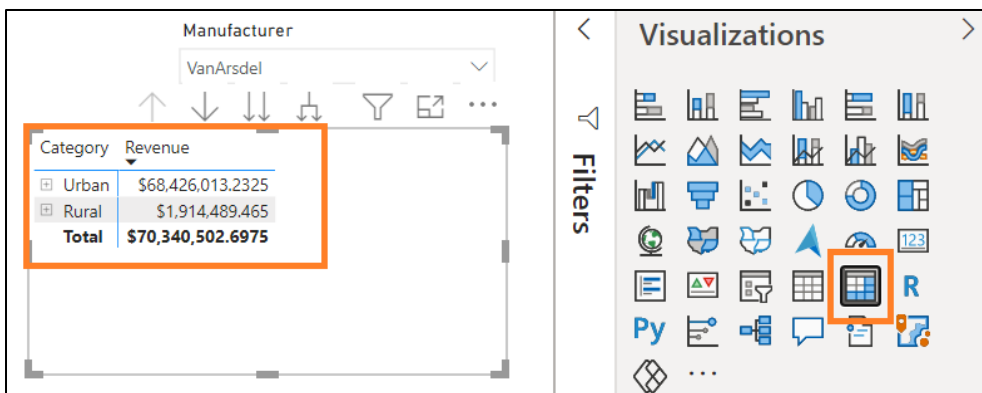 Manufacturer
VanArsdel
Category Revenue
Urban $68,426,013.2325
Rural $1,914,489.465
Total $70,340,502.6975
Filters
Visualizations
123
R
Py